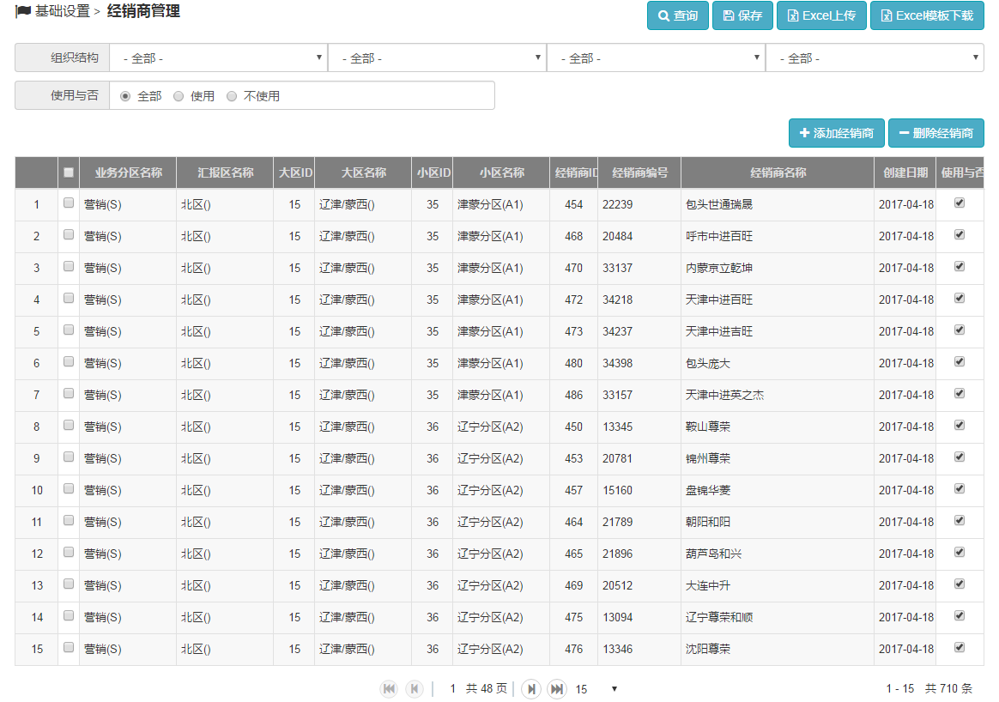 基础设置 > 经销商管理
查询 保存 Excel上传 Excel模板下载
组织结构 - 全部 - - 全部 - - 全部 - - 全部 -
使用与否 全部 使用 不使用
添加经销商 删除经销商
业务分区名称 汇报区名称 大区ID 大区名称 小区ID 小区名称 经销商ID 经销商编号 经销商名称 创建日期 使用与否
1 营销(S) 北区() 15 辽津/蒙西() 35 津蒙分区(A1) 454 22239 包头世通瑞晟 2017-04-18
2 营销(S) 北区() 15 辽津/蒙西() 35 津蒙分区(A1) 468 20484 呼市中进百旺 2017-04-18
3 营销(S) 北区() 15 辽津/蒙西() 35 津蒙分区(A1) 470 33137 内蒙京立乾坤 2017-04-18
4 营销(S) 北区() 15 辽津/蒙西() 35 津蒙分区(A1) 472 34218 天津中进百旺 2017-04-18
5 营销(S) 北区() 15 辽津/蒙西() 35 津蒙分区(A1) 473 34237 天津中进吉旺 2017-04-18
6 营销(S) 北区() 15 辽津/蒙西() 35 津蒙分区(A1) 480 34398 包头庞大 2017-04-18
7 营销(S) 北区() 15 辽津/蒙西() 35 津蒙分区(A1) 486 33157 天津中进英之杰 2017-04-18
8 营销(S) 北区() 15 辽津/蒙西() 36 辽宁分区(A2) 450 13345 鞍山尊荣 2017-04-18
9 营销(S) 北区() 15 辽津/蒙西() 36 辽宁分区(A2) 453 20781 锦州尊荣 2017-04-18
10 营销(S) 北区() 15 辽津/蒙西() 36 辽宁分区(A2) 457 15160 盘锦华菱 2017-04-18
11 营销(S) 北区() 15 辽津/蒙西() 36 辽宁分区(A2) 464 21789 朝阳和阳 2017-04-18
12 营销(S) 北区() 15 辽津/蒙西() 36 辽宁分区(A2) 465 21896 葫芦岛和兴 2017-04-18
13 营销(S) 北区() 15 辽津/蒙西() 36 辽宁分区(A2) 469 20512 大连中升 2017-04-18
14 营销(S) 北区() 15 辽津/蒙西() 36 辽宁分区(A2) 475 13094 辽宁尊荣和顺 2017-04-18
15 营销(S) 北区() 15 辽津/蒙西() 36 辽宁分区(A2) 476 13346 沈阳尊荣 2017-04-18
1 共 48 页 15 1 - 15 共 710 条